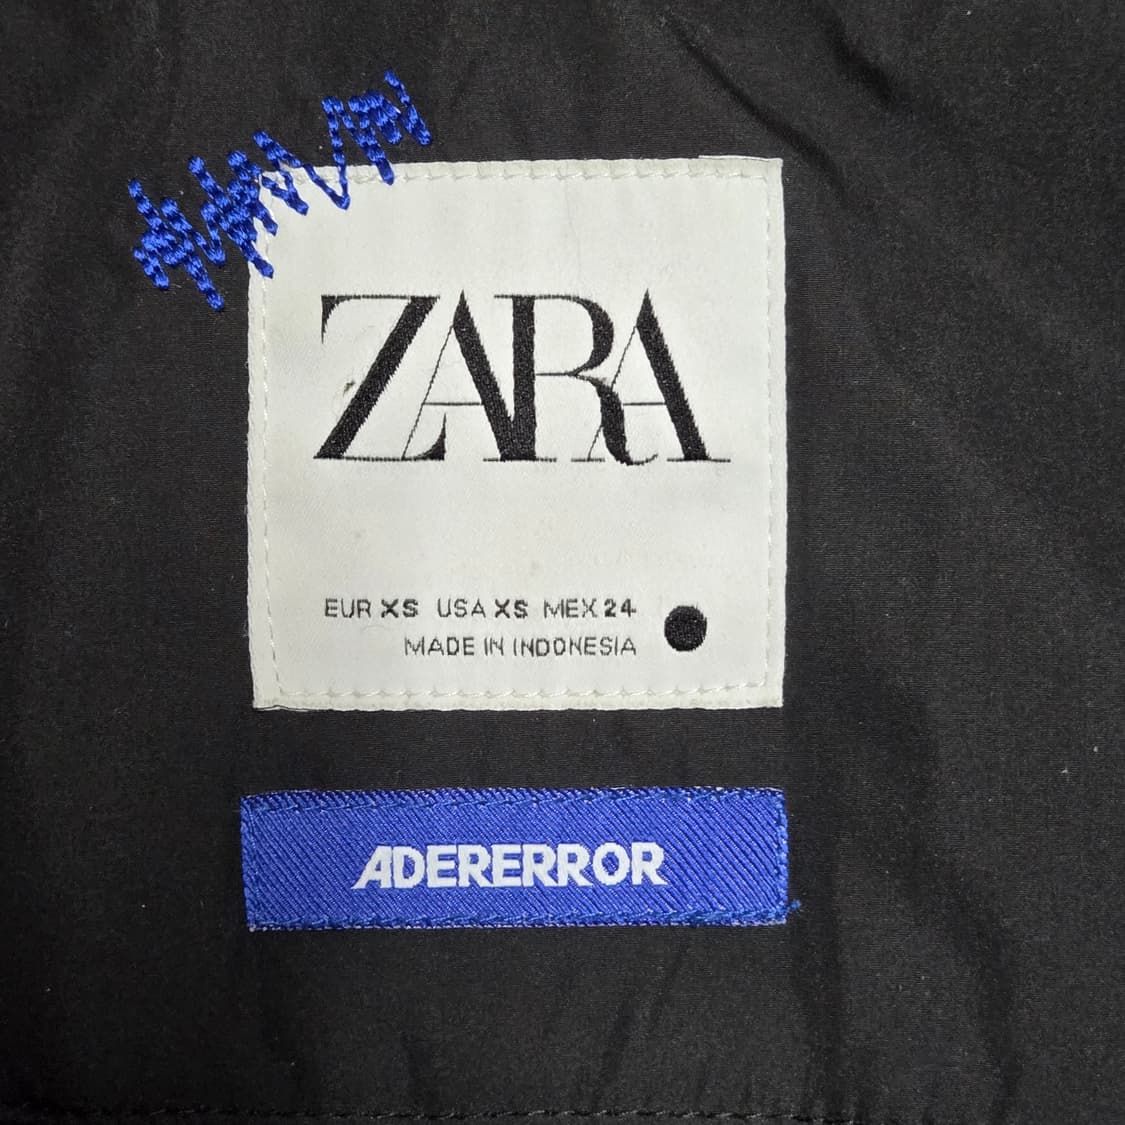 ZARA
EUR XS USA XS MEX 24
MADE IN INDONESIA
ADERERROR